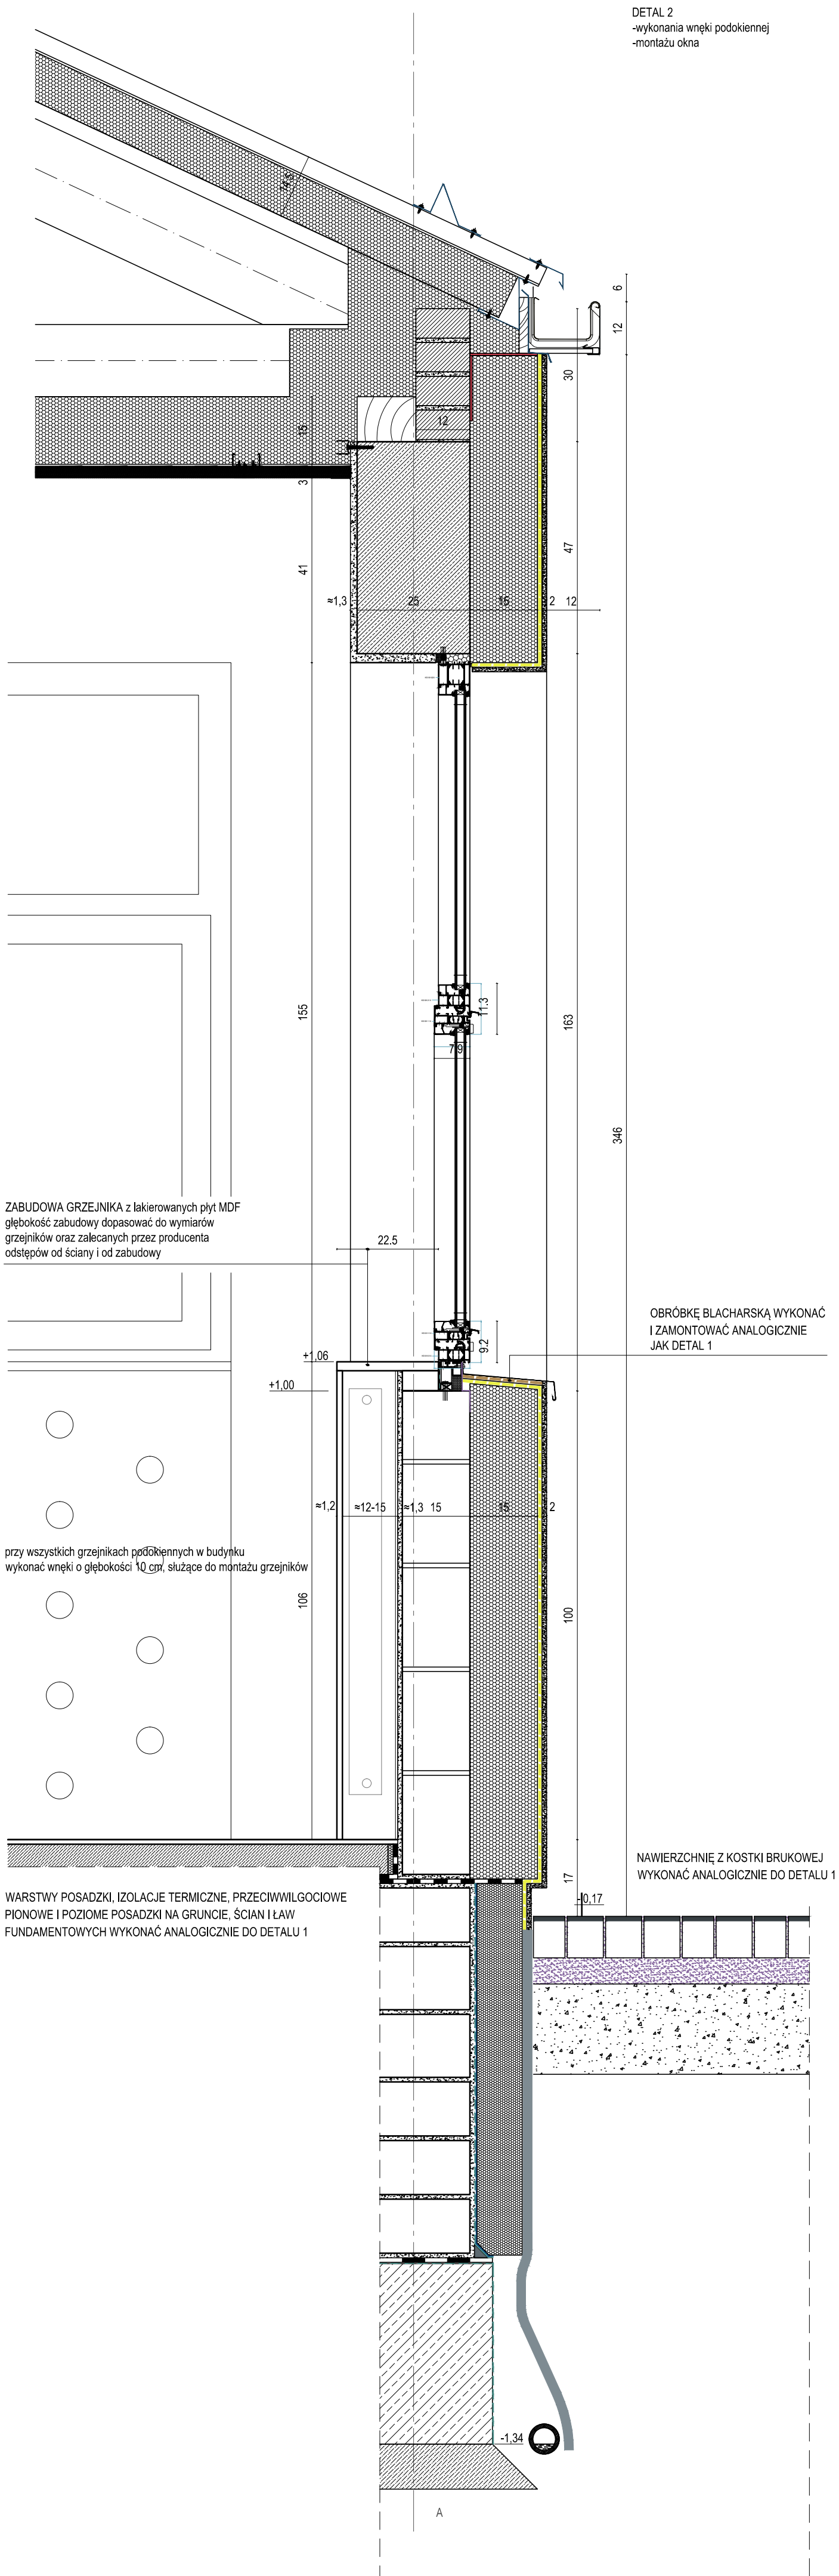 DETAL 2
-wykonania wnęki podokiennej
-montażu okna
14.5
6
12
30
12
15
3
47
41
≈1,3
25
15
2
12
11.3
155
163
7.9
346
ZABUDOWA GRZEJNIKA z lakierowanych płyt MDF
głębokość zabudowy dopasować do wymiarów
grzejników oraz zalecanych przez producenta
odstępów od ściany i od zabudowy
22.5
OBRÓBKĘ BLACHARSKĄ WYKONAĆ
I ZAMONTOWAĆ ANALOGICZNIE
JAK DETAL 1
9.2
+1,06
+1,00
≈1,2
≈12-15
≈1,3
15
15
2
przy wszystkich grzejnikach podokiennych w budynku
wykonać wnęki o głębokości 10 cm, służące do montażu grzejników
106
100
NAWIERZCHNIĘ Z KOSTKI BRUKOWEJ
WYKONAĆ ANALOGICZNIE DO DETALU 1
17
-0,17
WARSTWY POSADZKI, IZOLACJE TERMICZNE, PRZECIWWILGOCIOWE
PIONOWE I POZIOME POSADZKI NA GRUNCIE, ŚCIAN I ŁAW
FUNDAMENTOWYCH WYKONAĆ ANALOGICZNIE DO DETALU 1
-1,34
A